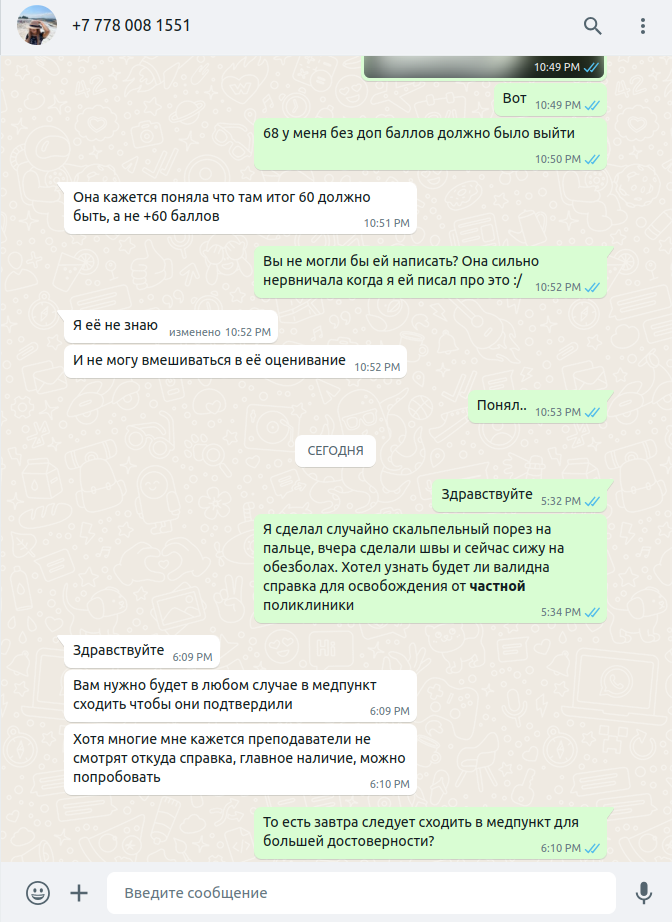 +7 778 008 1551
10:49 PM
Вот 10:49 PM
68 у меня без доп баллов должно было выйти
10:50 PM
Она кажется поняла что там итог 60 должно
быть, а не +60 баллов
10:51 PM
Вы не могли бы ей написать? Она сильно
нервничала когда я ей писал про это :/ 10:52 PM
Я её не знаю изменено 10:52 PM
И не могу вмешиваться в её оценивание 10:52 PM
Понял.. 10:53 PM
СЕГОДНЯ
Здравствуйте 5:32 PM
Я сделал случайно скальпельный порез на
пальце, вчера сделали швы и сейчас сижу на
обезболах. Хотел узнать будет ли валидна
справка для освобождения от частной
поликлиники
5:34 PM
Здравствуйте 6:09 PM
Вам нужно будет в любом случае в медпункт
сходить чтобы они подтвердили
6:09 PM
Хотя многие мне кажется преподаватели не
смотрят откуда справка, главное наличие, можно
попробовать
6:10 PM
То есть завтра следует сходить в медпункт для
большей достоверности?
6:10 PM
Введите сообщение